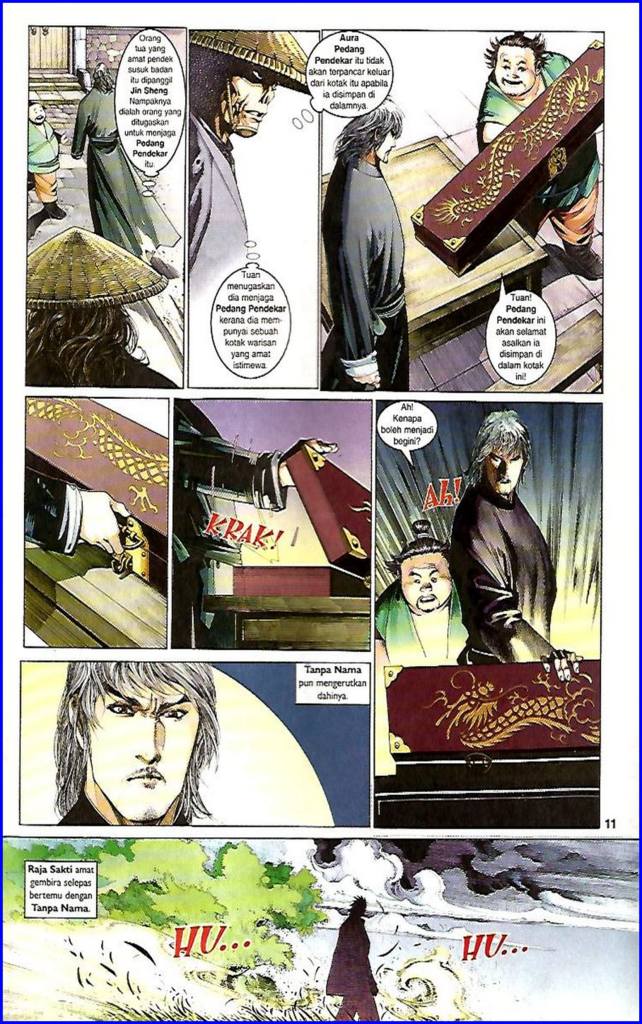 Orang
tua yang
amat pendek
susuk badan
itu dipanggil
Jin Sheng
Nampaknya
dialah orang yang
ditugaskan
untuk menjaga
Pedang
Pendekar
itu.
Tuan
menugaskan
dia menjaga
Pedang Pendekar
kerana dia mem-
punyai sebuah
kotak warisan
yang amat
istimewa.
Aura
Pedang
Pendekar itu tidak
akan terpancar keluar
dari kotak itu apabila
ia disimpan di
dalamnya.
Tuan!
Pedang
Pendekar ini
akan selamat
asalkan ia
disimpan di
dalam kotak
ini!
KRAK!
Ah!
Kenapa
boleh menjadi
begini?
AH!
Tanpa Nama
pun mengerutkan
dahinya.
11
Raja Sakti amat
gembira selepas
bertemu dengan
Tanpa Nama.
HU...
HU...